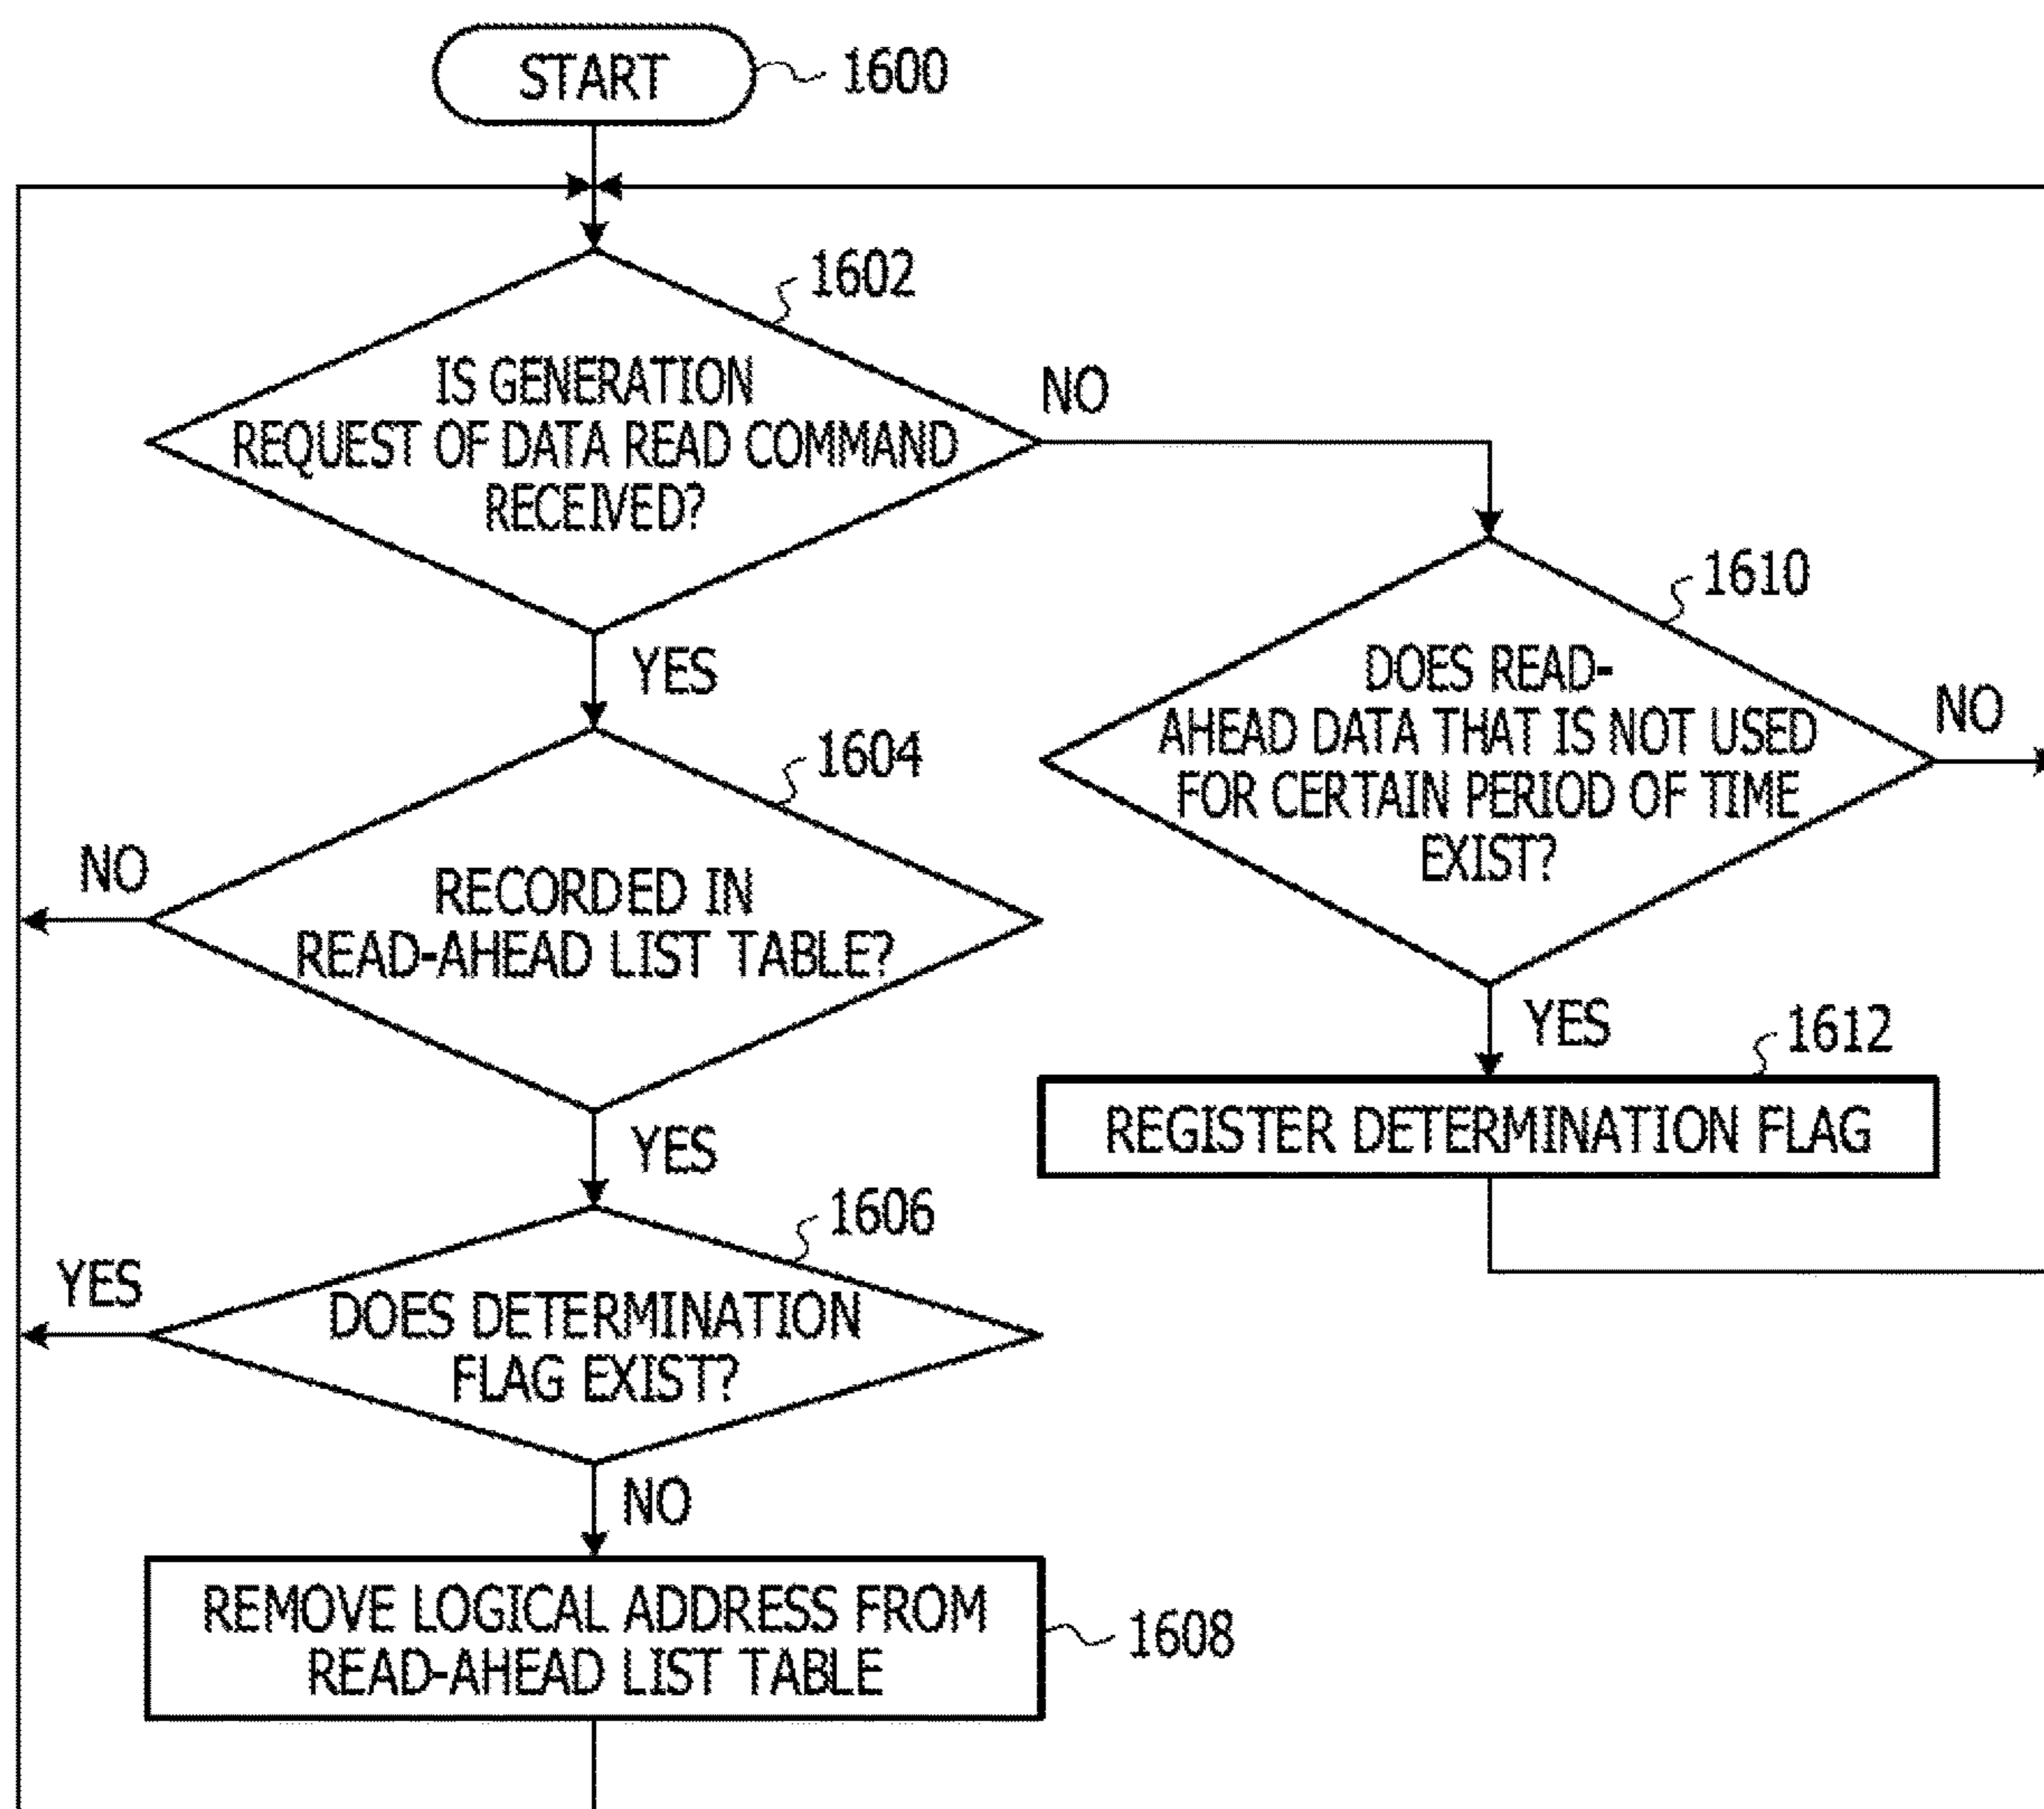 START
1600
1602
IS GENERATION
REQUEST OF DATA READ COMMAND
RECEIVED?
NO
YES
1610
DOES READ-
AHEAD DATA THAT IS NOT USED
FOR CERTAIN PERIOD OF TIME
EXIST?
NO
YES
1604
RECORDED IN
READ-AHEAD LIST TABLE?
NO
YES
1612
REGISTER DETERMINATION FLAG
1606
DOES DETERMINATION
FLAG EXIST?
YES
NO
REMOVE LOGICAL ADDRESS FROM
READ-AHEAD LIST TABLE
1608